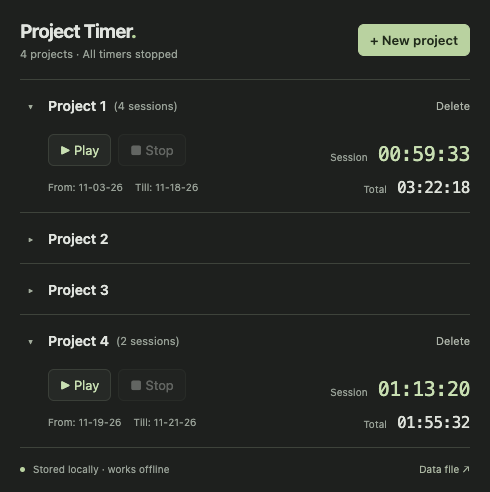 Project Timer.
4 projects · All timers stopped
+ New project
▾ Project 1 (4 sessions) Delete
▶ Play ■ Stop Session 00:59:33
From: 11-03-26 Till: 11-18-26 Total 03:22:18
▸ Project 2
▸ Project 3
▾ Project 4 (2 sessions) Delete
▶ Play ■ Stop Session 01:13:20
From: 11-19-26 Till: 11-21-26 Total 01:55:32
Stored locally · works offline Data file ↗